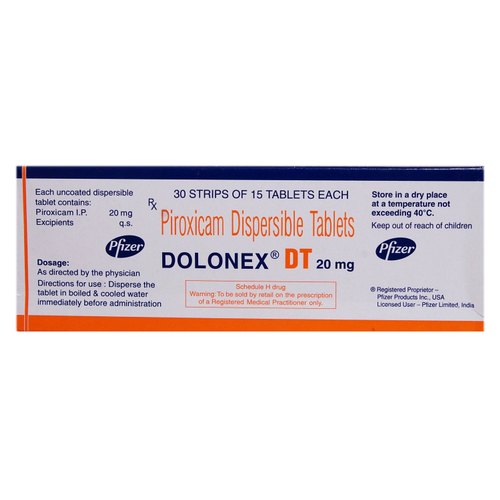 30 STRIPS OF 15 TABLETS EACH
Rx
Piroxicam Dispersible Tablets
DOLONEX® DT 20 mg
Schedule H drug
Warning: To be sold by retail on the prescription
of a Registered Medical Practitioner only.
Each uncoated dispersible
tablet contains:
Piroxicam I.P. 20 mg
Excipients q.s.
Pfizer
Dosage:
As directed by the physician
Directions for use : Disperse the
tablet in boiled & cooled water
immediately before administration
Store in a dry place
at a temperature not
exceeding 40°C.
Keep out of reach of children
Pfizer
® Registered Proprietor –
Pfizer Products Inc., USA
Licensed User – Pfizer Limited, India